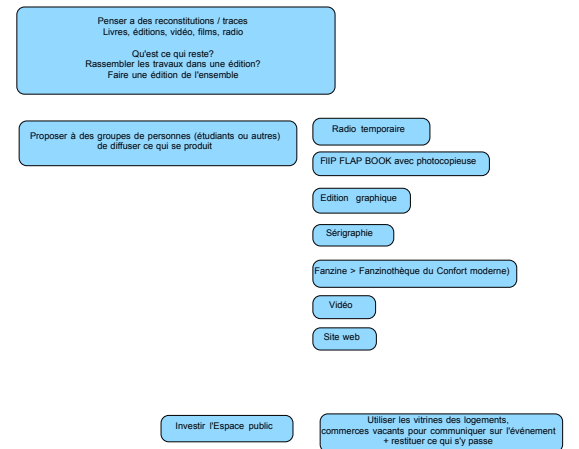 Penser a des reconstitutions / traces
Livres, éditions, vidéo, films, radio
Qu'est ce qui reste?
Rassembler les travaux dans une édition?
Faire une édition de l'ensemble
Proposer à des groupes de personnes (étudiants ou autres)
de diffuser ce qui se produit
Radio temporaire
FIIP FLAP BOOK avec photocopieuse
Edition graphique
Sérigraphie
Fanzine > Fanzinothèque du Confort moderne)
Vidéo
Site web
Investir l'Espace public
Utiliser les vitrines des logements,
commerces vacants pour communiquer sur l'événement
+ restituer ce qui s'y passe